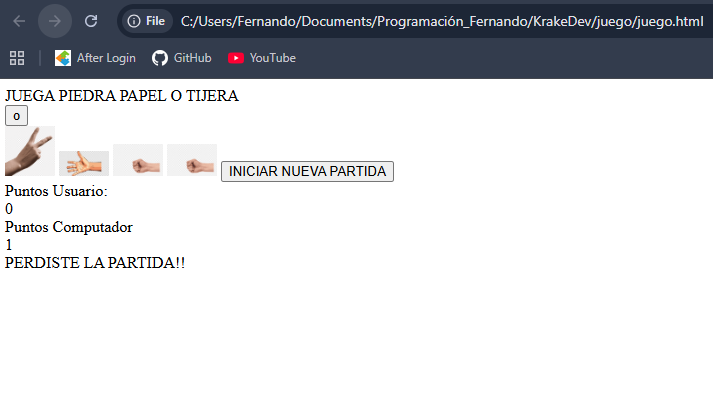 File C:/Users/Fernando/Documents/Programación_Fernando/KrakeDev/juego/juego.html
After Login GitHub YouTube
JUEGA PIEDRA PAPEL O TIJERA
o
INICIAR NUEVA PARTIDA
Puntos Usuario:
0
Puntos Computador
1
PERDISTE LA PARTIDA!!